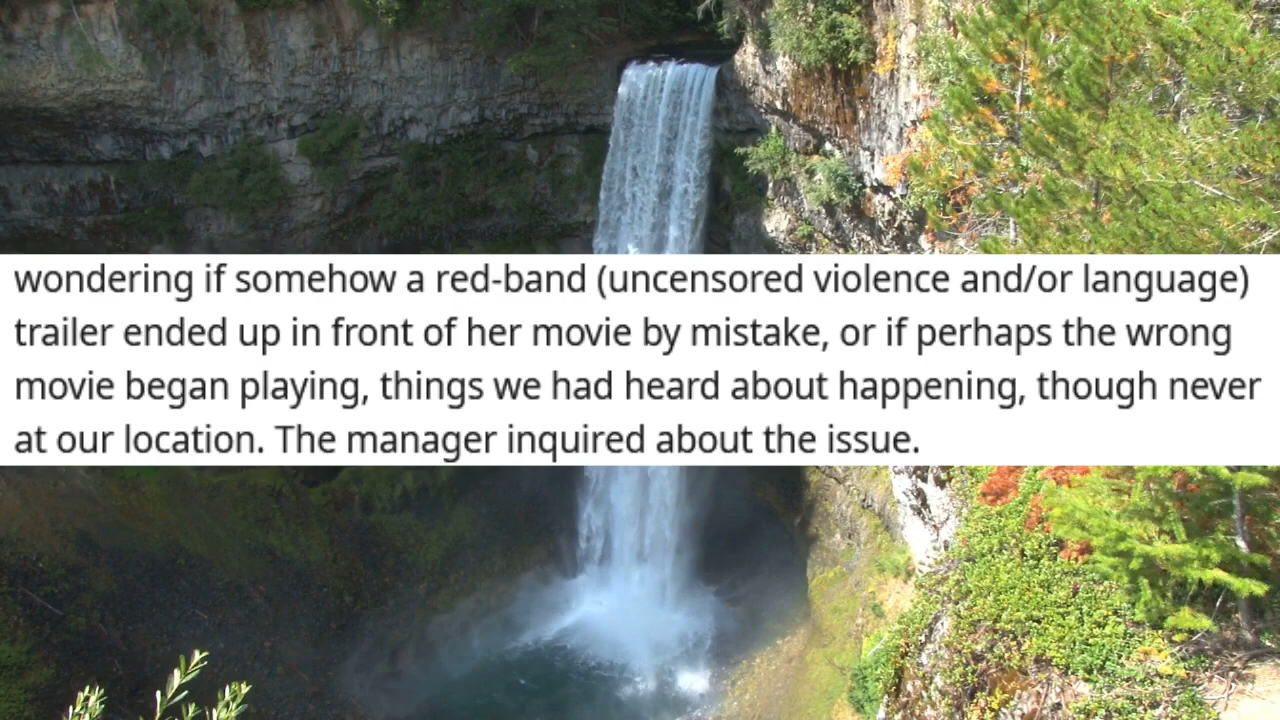 wondering if somehow a red-band (uncensored violence and/or language)
trailer ended up in front of her movie by mistake, or if perhaps the wrong
movie began playing, things we had heard about happening, though never
at our location. The manager inquired about the issue.